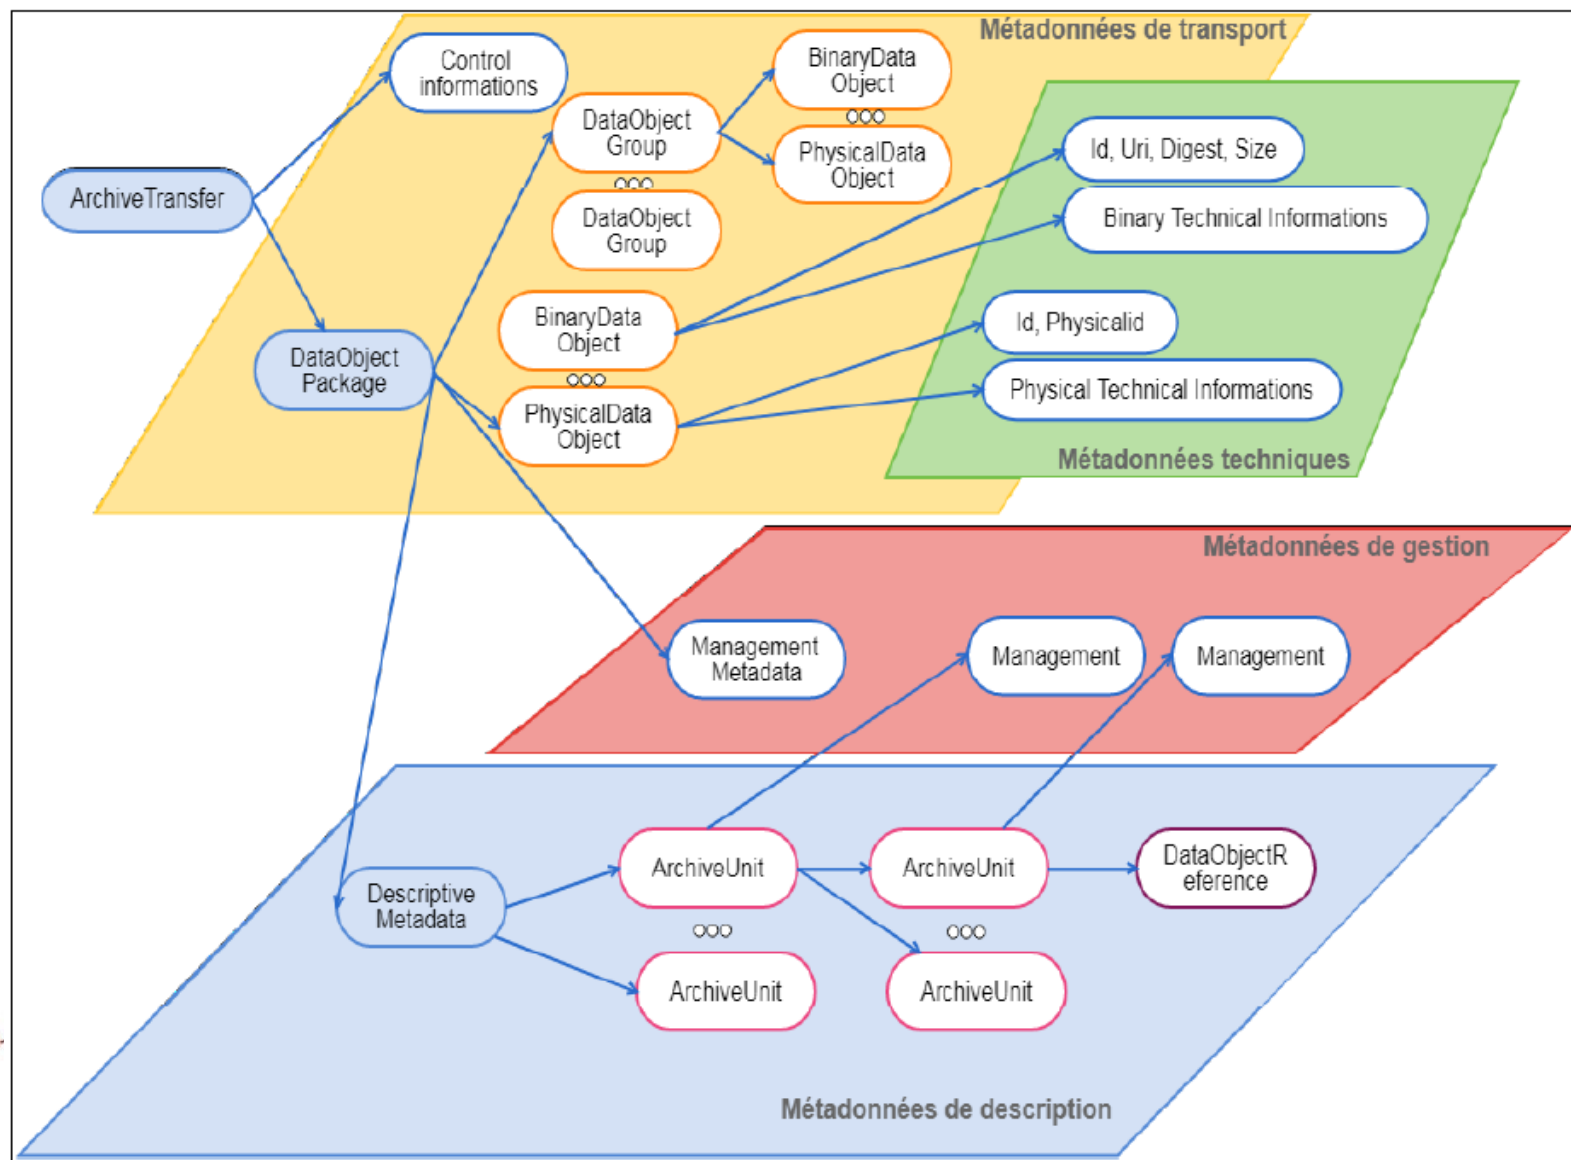 Métadonnées de transport
Control
informations
BinaryData
Object
DataObject
Group
PhysicalData
Object
Id, Uri, Digest, Size
ArchiveTransfer
DataObject
Group
Binary Technical Informations
BinaryData
Object
Id, Physicalid
DataObject
Package
Physical Technical Informations
PhysicalData
Object
Métadonnées techniques
Métadonnées de gestion
Management
Metadata
Management
Management
Descriptive
Metadata
ArchiveUnit
ArchiveUnit
DataObjectR
eference
ArchiveUnit
ArchiveUnit
Métadonnées de description